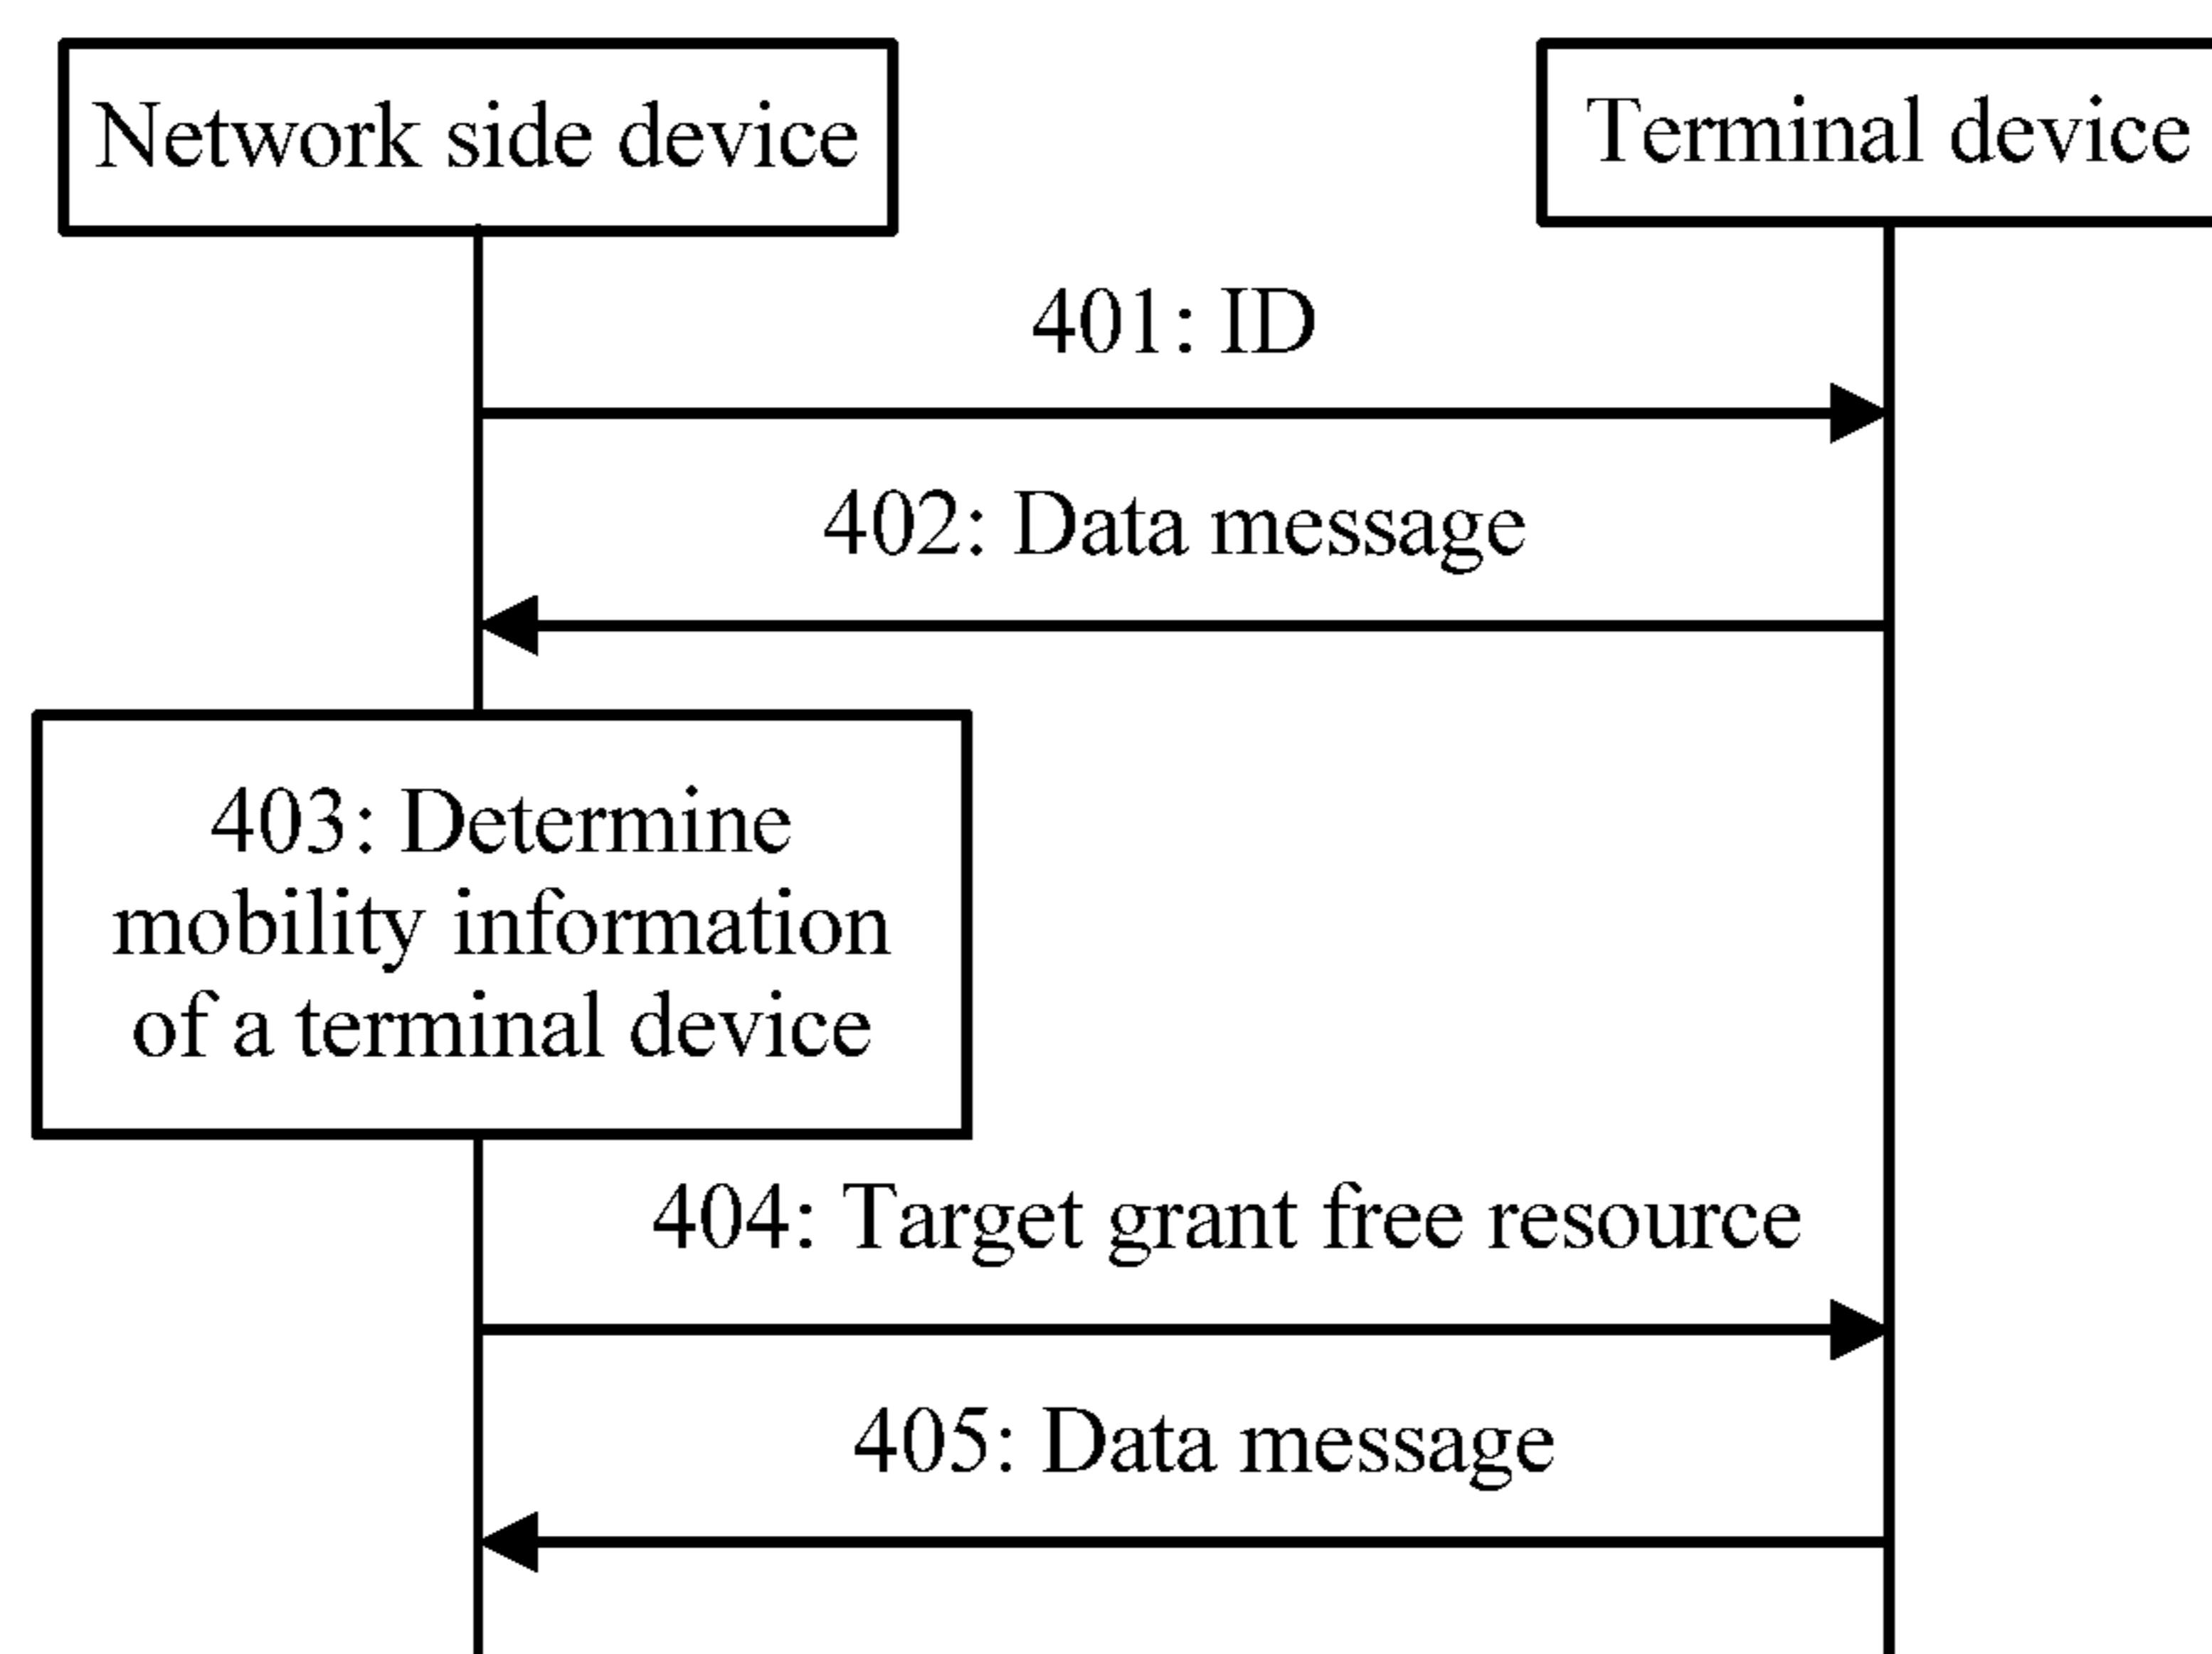 Network side device
Terminal device
401: ID
402: Data message
403: Determine
mobility information
of a terminal device
404: Target grant free resource
405: Data message